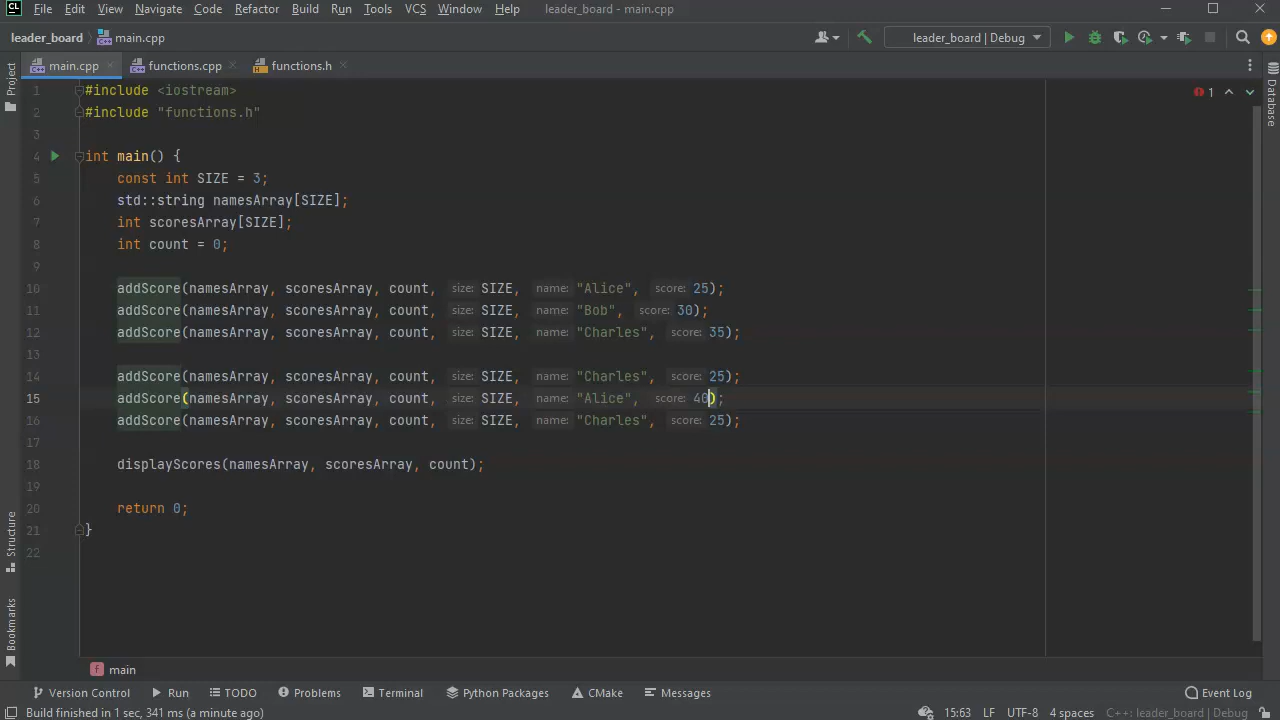 CL File Edit View Navigate Code Refactor Build Run Tools VCS Window Help leader_board - main.cpp
leader_board main.cpp leader_board | Debug
main.cpp functions.cpp functions.h
Project
Database
1 #include <iostream> 1
2 #include "functions.h"
3
4 int main() {
5 const int SIZE = 3;
6 std::string namesArray[SIZE];
7 int scoresArray[SIZE];
8 int count = 0;
9
10 addScore(namesArray, scoresArray, count, size: SIZE, name: "Alice", score: 25);
11 addScore(namesArray, scoresArray, count, size: SIZE, name: "Bob", score: 30);
12 addScore(namesArray, scoresArray, count, size: SIZE, name: "Charles", score: 35);
13
14 addScore(namesArray, scoresArray, count, size: SIZE, name: "Charles", score: 25);
15 addScore(namesArray, scoresArray, count, size: SIZE, name: "Alice", score: 40);
16 addScore(namesArray, scoresArray, count, size: SIZE, name: "Charles", score: 25);
17
18 displayScores(namesArray, scoresArray, count);
19
20 return 0;
21 }
22
Structure
Bookmarks
f main
Version Control Run TODO Problems Terminal Python Packages CMake Messages Event Log
Build finished in 1 sec, 341 ms (a minute ago) 15:63 LF UTF-8 4 spaces C++: leader_board | Debug